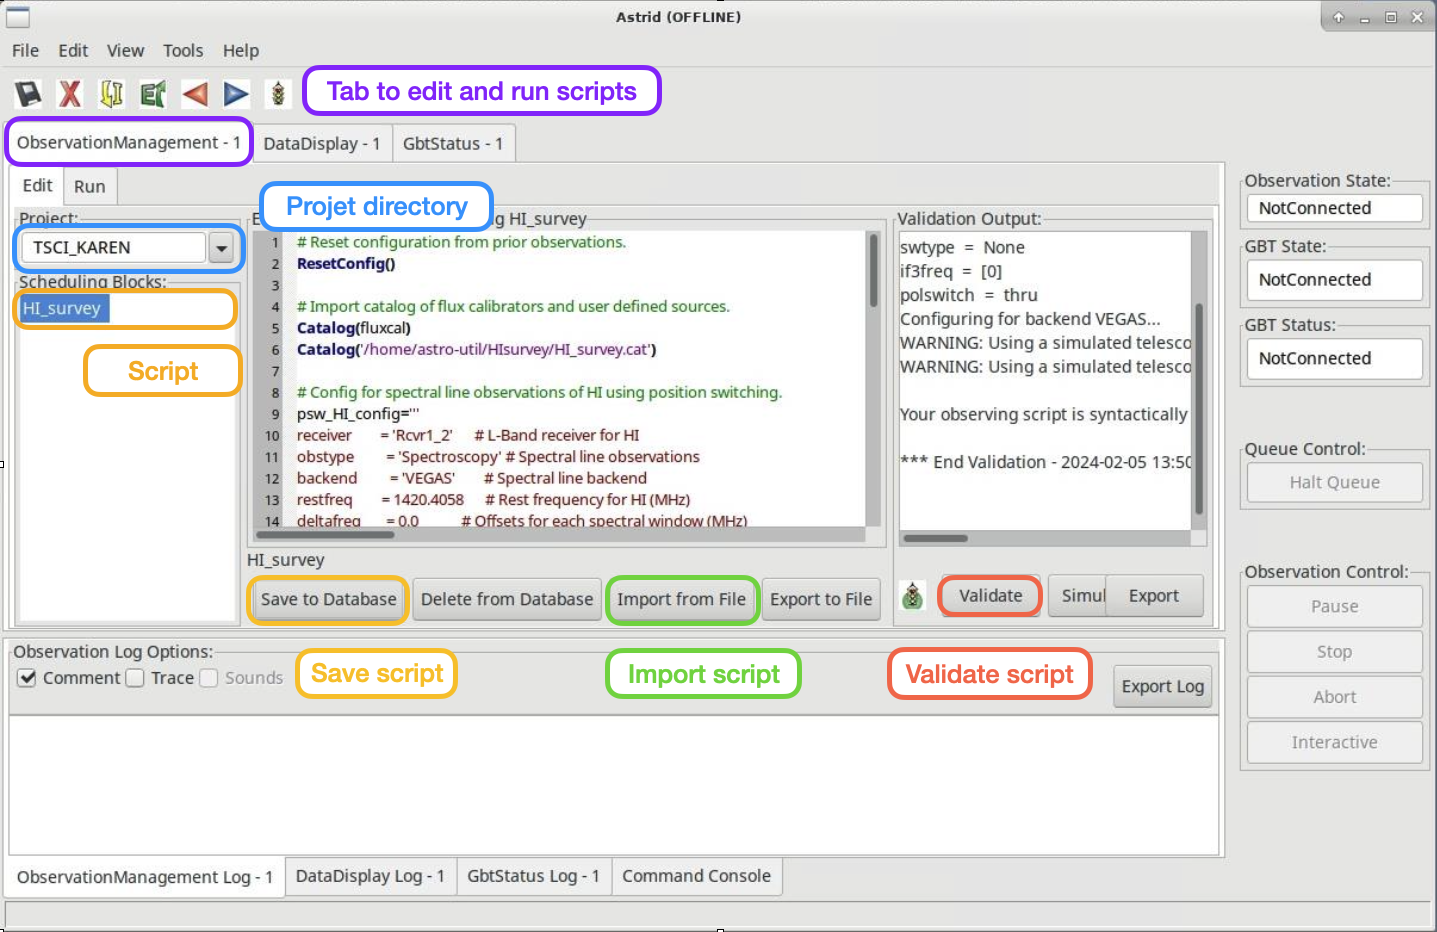 Astrid (OFFLINE)
File Edit View Tools Help
Tab to edit and run scripts
ObservationManagement - 1 DataDisplay - 1 GbtStatus - 1
Edit Run
Project:
TSCI_KAREN
Scheduling Blocks:
HI_survey
Script
Projet directory
HI_survey
1 # Reset configuration from prior observations.
2 ResetConfig()
3
4 # Import catalog of flux calibrators and user defined sources.
5 Catalog(fluxcal)
6 Catalog('/home/astro-util/HIsurvey/HI_survey.cat')
7
8 # Config for spectral line observations of HI using position switching.
9 psw_HI_config='''
10 receiver = 'Rcvr1_2' # L-Band receiver for HI
11 obstype = 'Spectroscopy' # Spectral line observations
12 backend = 'VEGAS' # Spectral line backend
13 restfreq = 1420.4058 # Rest frequency for HI (MHz)
14 deltafreq = 0.0 # Offsets for each spectral window (MHz)
HI_survey
Save to Database Delete from Database Import from File Export to File
Validation Output:
swtype = None
if3freq = [0]
polswitch = thru
Configuring for backend VEGAS...
WARNING: Using a simulated telesco
WARNING: Using a simulated telesco
Your observing script is syntactically
*** End Validation - 2024-02-05 13:50
Validate Simul Export
Observation State:
NotConnected
GBT State:
NotConnected
GBT Status:
NotConnected
Queue Control:
Halt Queue
Observation Control:
Pause
Stop
Abort
Interactive
Observation Log Options:
Comment Trace Sounds
Save script
Import script
Validate script
Export Log
ObservationManagement Log - 1 DataDisplay Log - 1 GbtStatus Log - 1 Command Console